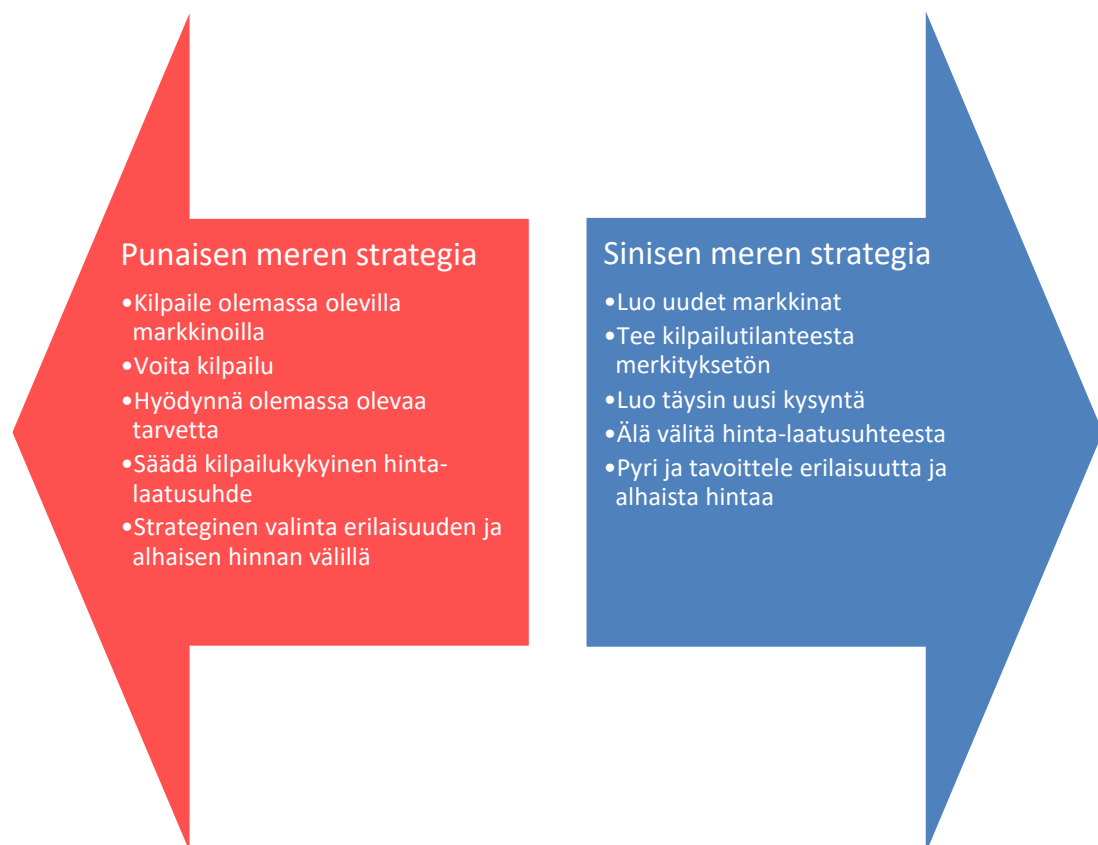 Punaisen meren strategia
•Kilpaile olemassa olevilla
markkinoilla
•Voita kilpailu
•Hyödynnä olemassa olevaa
tarvetta
•Säädä kilpailukykyinen hinta-
laatusuhde
•Strateginen valinta erilaisuuden ja
alhaisen hinnan välillä
Sinisen meren strategia
•Luo uudet markkinat
•Tee kilpailutilanteesta
merkityksetön
•Luo täysin uusi kysyntä
•Älä välitä hinta-laatusuhteesta
•Pyri ja tavoittele erilaisuutta ja
alhaista hintaa